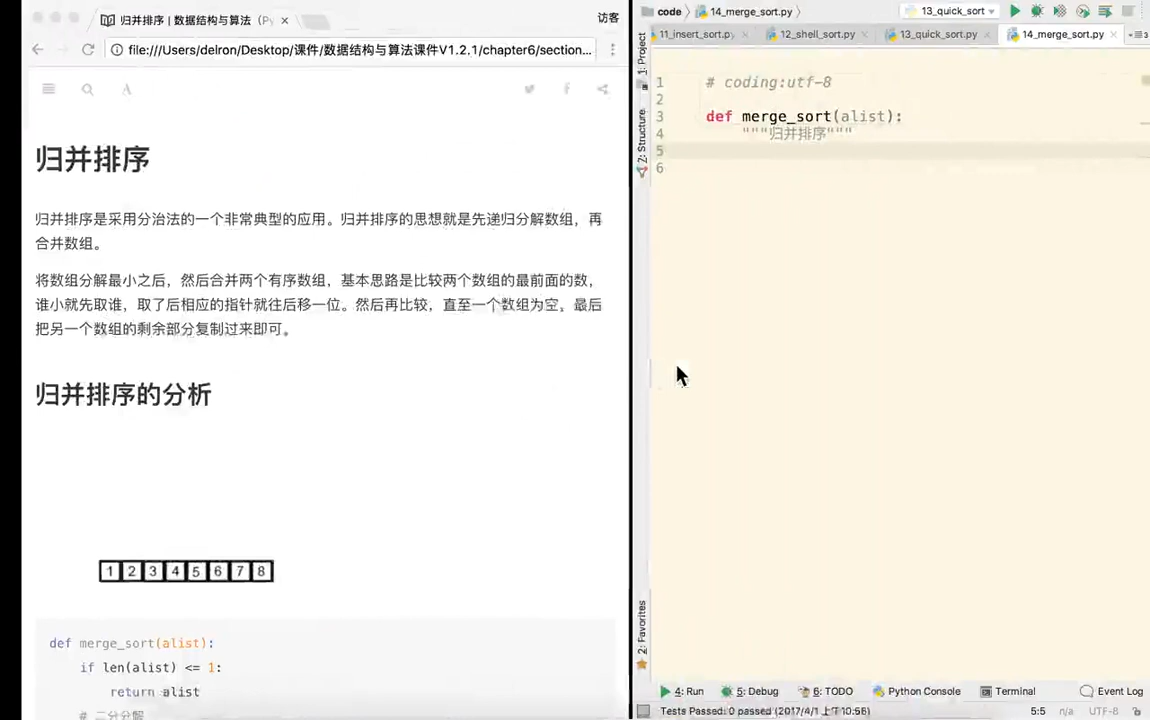 归并排序 | 数据结构与算法 (Py
访客
file:///Users/delron/Desktop/课件/数据结构与算法课件V1.2.1/chapter6/section...
A
归并排序
归并排序是采用分治法的一个非常典型的应用。归并排序的思想就是先递归分解数组，再
合并数组。
将数组分解最小之后，然后合并两个有序数组，基本思路是比较两个数组的最前面的数，
谁小就先取谁，取了后相应的指针就往后移一位。然后再比较，直至一个数组为空，最后
把另一个数组的剩余部分复制过来即可。
归并排序的分析
1 2 3 4 5 6 7 8
def merge_sort(alist):
if len(alist) <= 1:
return alist
# 二分分解
code 14_merge_sort.py 13_quick_sort
11_insert_sort.py 12_shell_sort.py 13_quick_sort.py 14_merge_sort.py
1: Project
Z: Structure
2: Favorites
1 # coding:utf-8
2
3 def merge_sort(alist):
4 """归并排序"""
5
6
4: Run 5: Debug 6: TODO Python Console Terminal Event Log
Tests Passed: 0 passed (2017/4/1 上午10:56) 5:5 n/a UTF-8